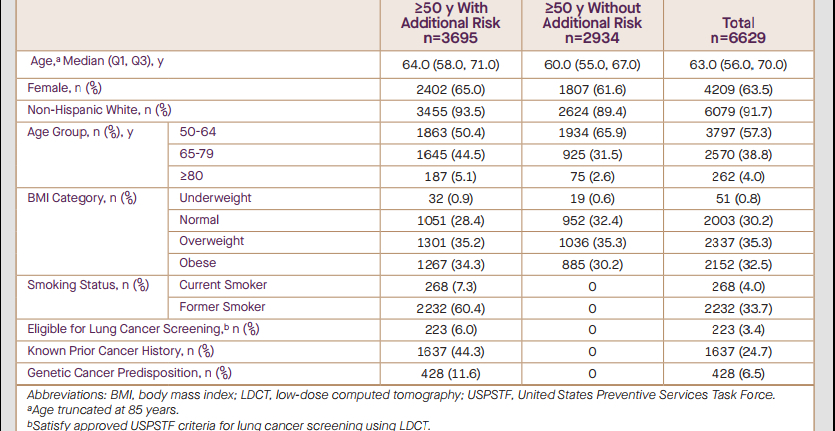 ≥50 y With Additional Risk n=3695 ≥50 y Without Additional Risk n=2934 Total n=6629
Age,ᵃ Median (Q1, Q3), y 64.0 (58.0, 71.0) 60.0 (55.0, 67.0) 63.0 (56.0, 70.0)
Female, n (%) 2402 (65.0) 1807 (61.6) 4209 (63.5)
Non-Hispanic White, n (%) 3455 (93.5) 2624 (89.4) 6079 (91.7)
Age Group, n (%), y 50-64 1863 (50.4) 1934 (65.9) 3797 (57.3)
65-79 1645 (44.5) 925 (31.5) 2570 (38.8)
≥80 187 (5.1) 75 (2.6) 262 (4.0)
BMI Category, n (%) Underweight 32 (0.9) 19 (0.6) 51 (0.8)
Normal 1051 (28.4) 952 (32.4) 2003 (30.2)
Overweight 1301 (35.2) 1036 (35.3) 2337 (35.3)
Obese 1267 (34.3) 885 (30.2) 2152 (32.5)
Smoking Status, n (%) Current Smoker 268 (7.3) 0 268 (4.0)
Former Smoker 2232 (60.4) 0 2232 (33.7)
Eligible for Lung Cancer Screening,ᵇ n (%) 223 (6.0) 0 223 (3.4)
Known Prior Cancer History, n (%) 1637 (44.3) 0 1637 (24.7)
Genetic Cancer Predisposition, n (%) 428 (11.6) 0 428 (6.5)
Abbreviations: BMI, body mass index; LDCT, low-dose computed tomography; USPSTF, United States Preventive Services Task Force.
ᵃAge truncated at 85 years.
ᵇSatisfy approved USPSTF criteria for lung cancer screening using LDCT.